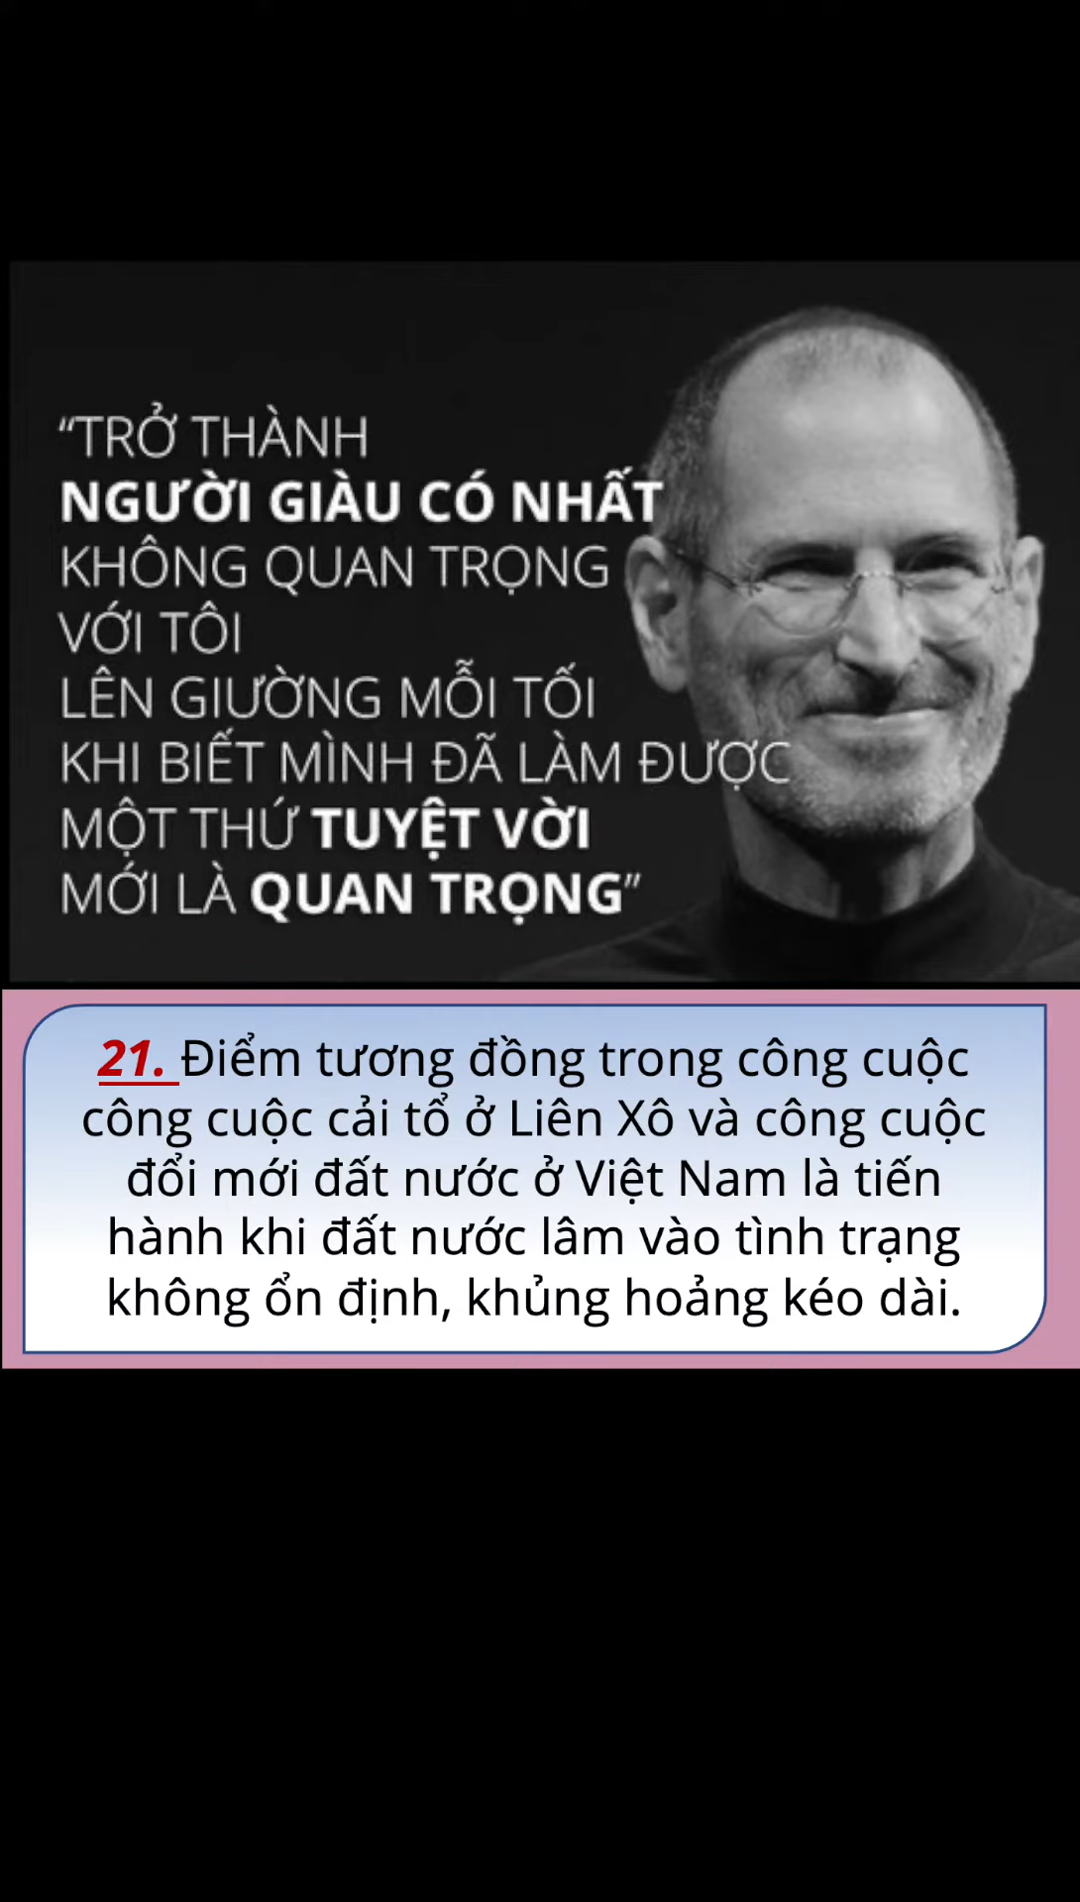 “TRỞ THÀNH
NGƯỜI GIÀU CÓ NHẤT
KHÔNG QUAN TRỌNG
VỚI TÔI
LÊN GIƯỜNG MỖI TỐI
KHI BIẾT MÌNH ĐÃ LÀM ĐƯỢC
MỘT THỨ TUYỆT VỜI
MỚI LÀ QUAN TRỌNG”
21. Điểm tương đồng trong công cuộc
công cuộc cải tổ ở Liên Xô và công cuộc
đổi mới đất nước ở Việt Nam là tiến
hành khi đất nước lâm vào tình trạng
không ổn định, khủng hoảng kéo dài.